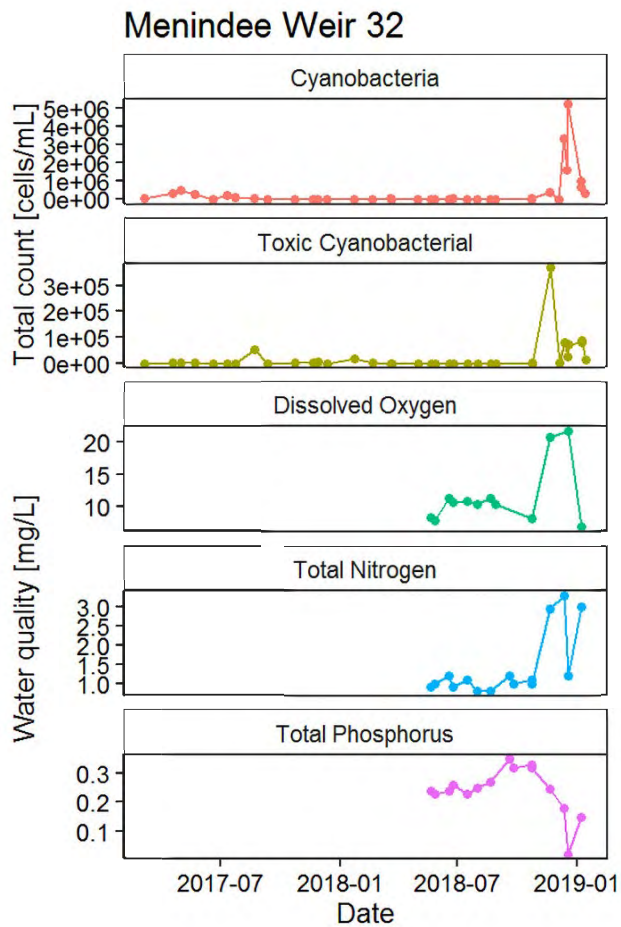 Menindee Weir 32
Cyanobacteria
Total count [cells/mL]
5e+06
4e+06
3e+06
2e+06
1e+06
0e+00
Toxic Cyanobacterial
3e+05
2e+05
1e+05
0e+00
Dissolved Oxygen
Water quality [mg/L]
20
15
10
Total Nitrogen
3.0
2.5
2.0
1.5
1.0
Total Phosphorus
0.3
0.2
0.1
2017-07 2018-01 2018-07 2019-01
Date